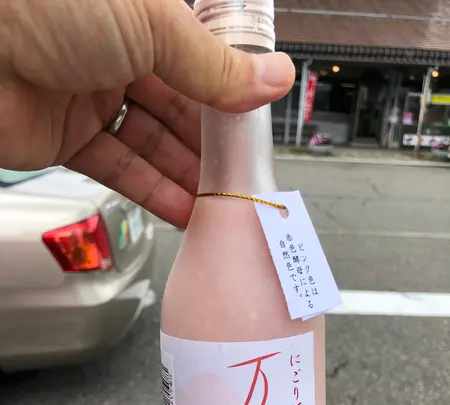 ピンク色は
赤色酵母による
自然色です。
にごり
万